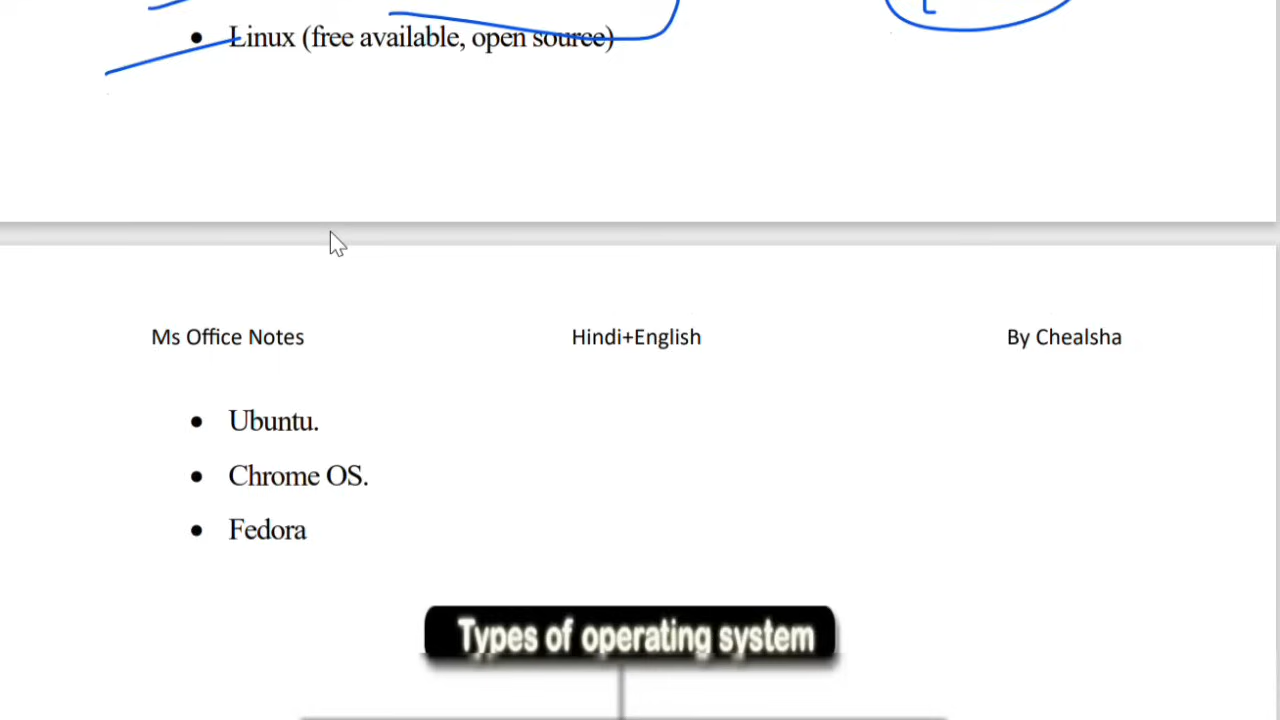 • Linux (free available, open source)
Ms Office Notes Hindi+English By Chealsha
• Ubuntu.
• Chrome OS.
• Fedora
Types of operating system